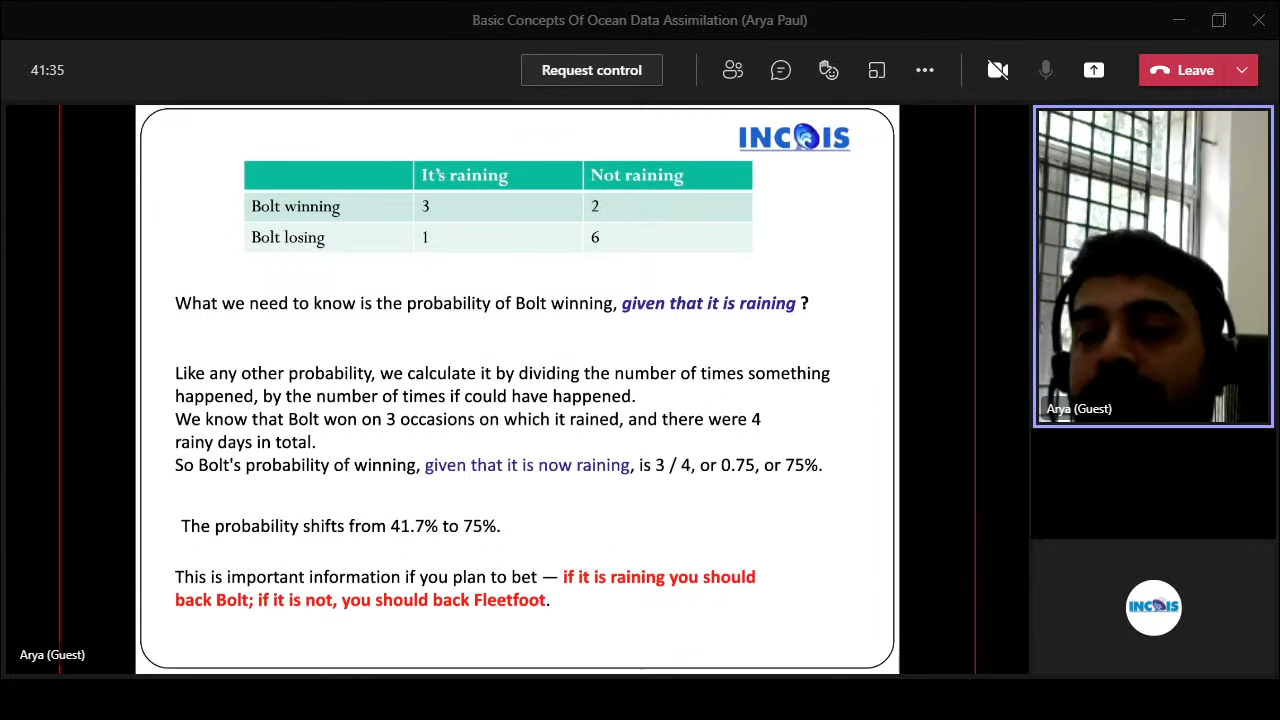 Basic Concepts Of Ocean Data Assimilation (Arya Paul)
41:35
Request control
Leave
INCOIS
It's raining Not raining
Bolt winning 3 2
Bolt losing 1 6
What we need to know is the probability of Bolt winning, given that it is raining ?
Like any other probability, we calculate it by dividing the number of times something
happened, by the number of times if could have happened.
We know that Bolt won on 3 occasions on which it rained, and there were 4
rainy days in total.
So Bolt's probability of winning, given that it is now raining, is 3 / 4, or 0.75, or 75%.
The probability shifts from 41.7% to 75%.
This is important information if you plan to bet — if it is raining you should
back Bolt; if it is not, you should back Fleetfoot.
Arya (Guest)
Arya (Guest)
INCOIS